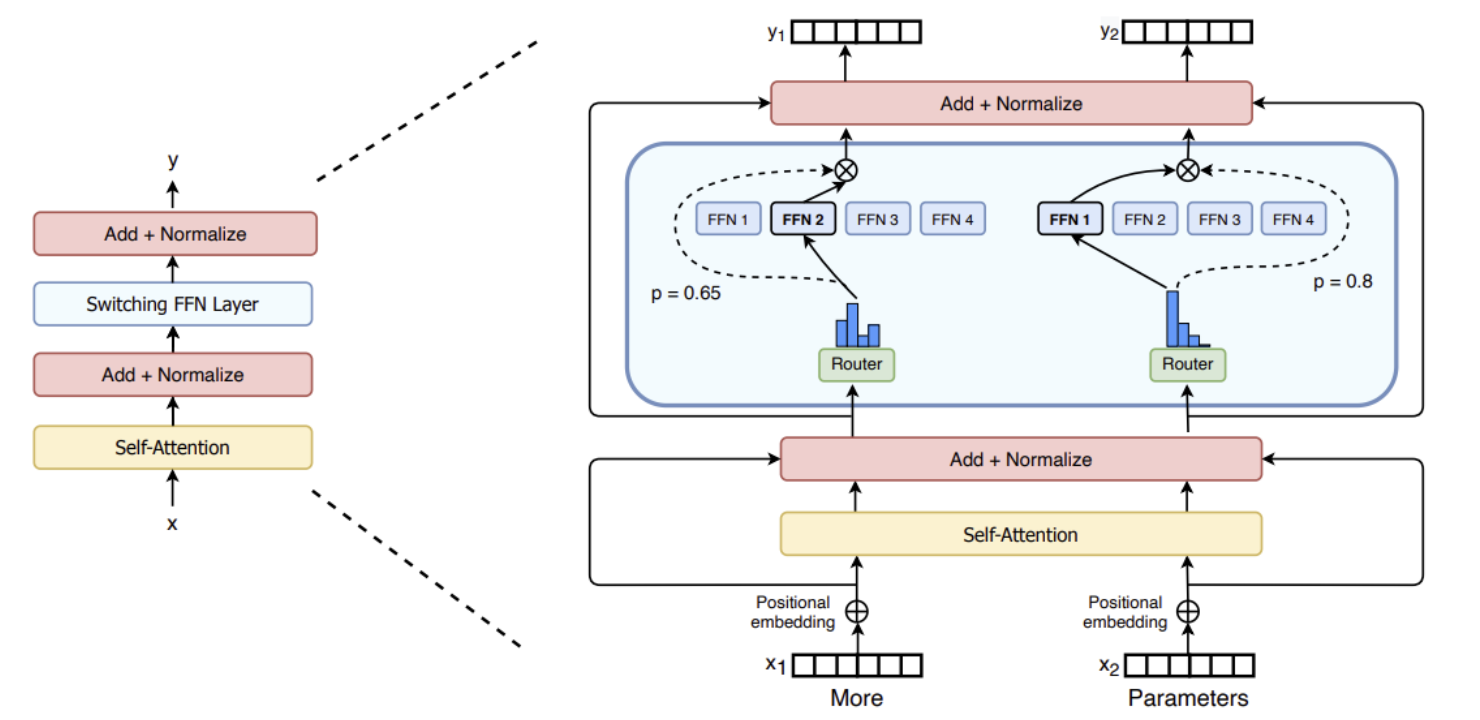 y
Add + Normalize
Switching FFN Layer
Add + Normalize
Self-Attention
x
y1
y2
Add + Normalize
FFN 1
FFN 2
FFN 3
FFN 4
FFN 1
FFN 2
FFN 3
FFN 4
p = 0.65
p = 0.8
Router
Router
Add + Normalize
Self-Attention
Positional
embedding
Positional
embedding
x1
x2
More
Parameters